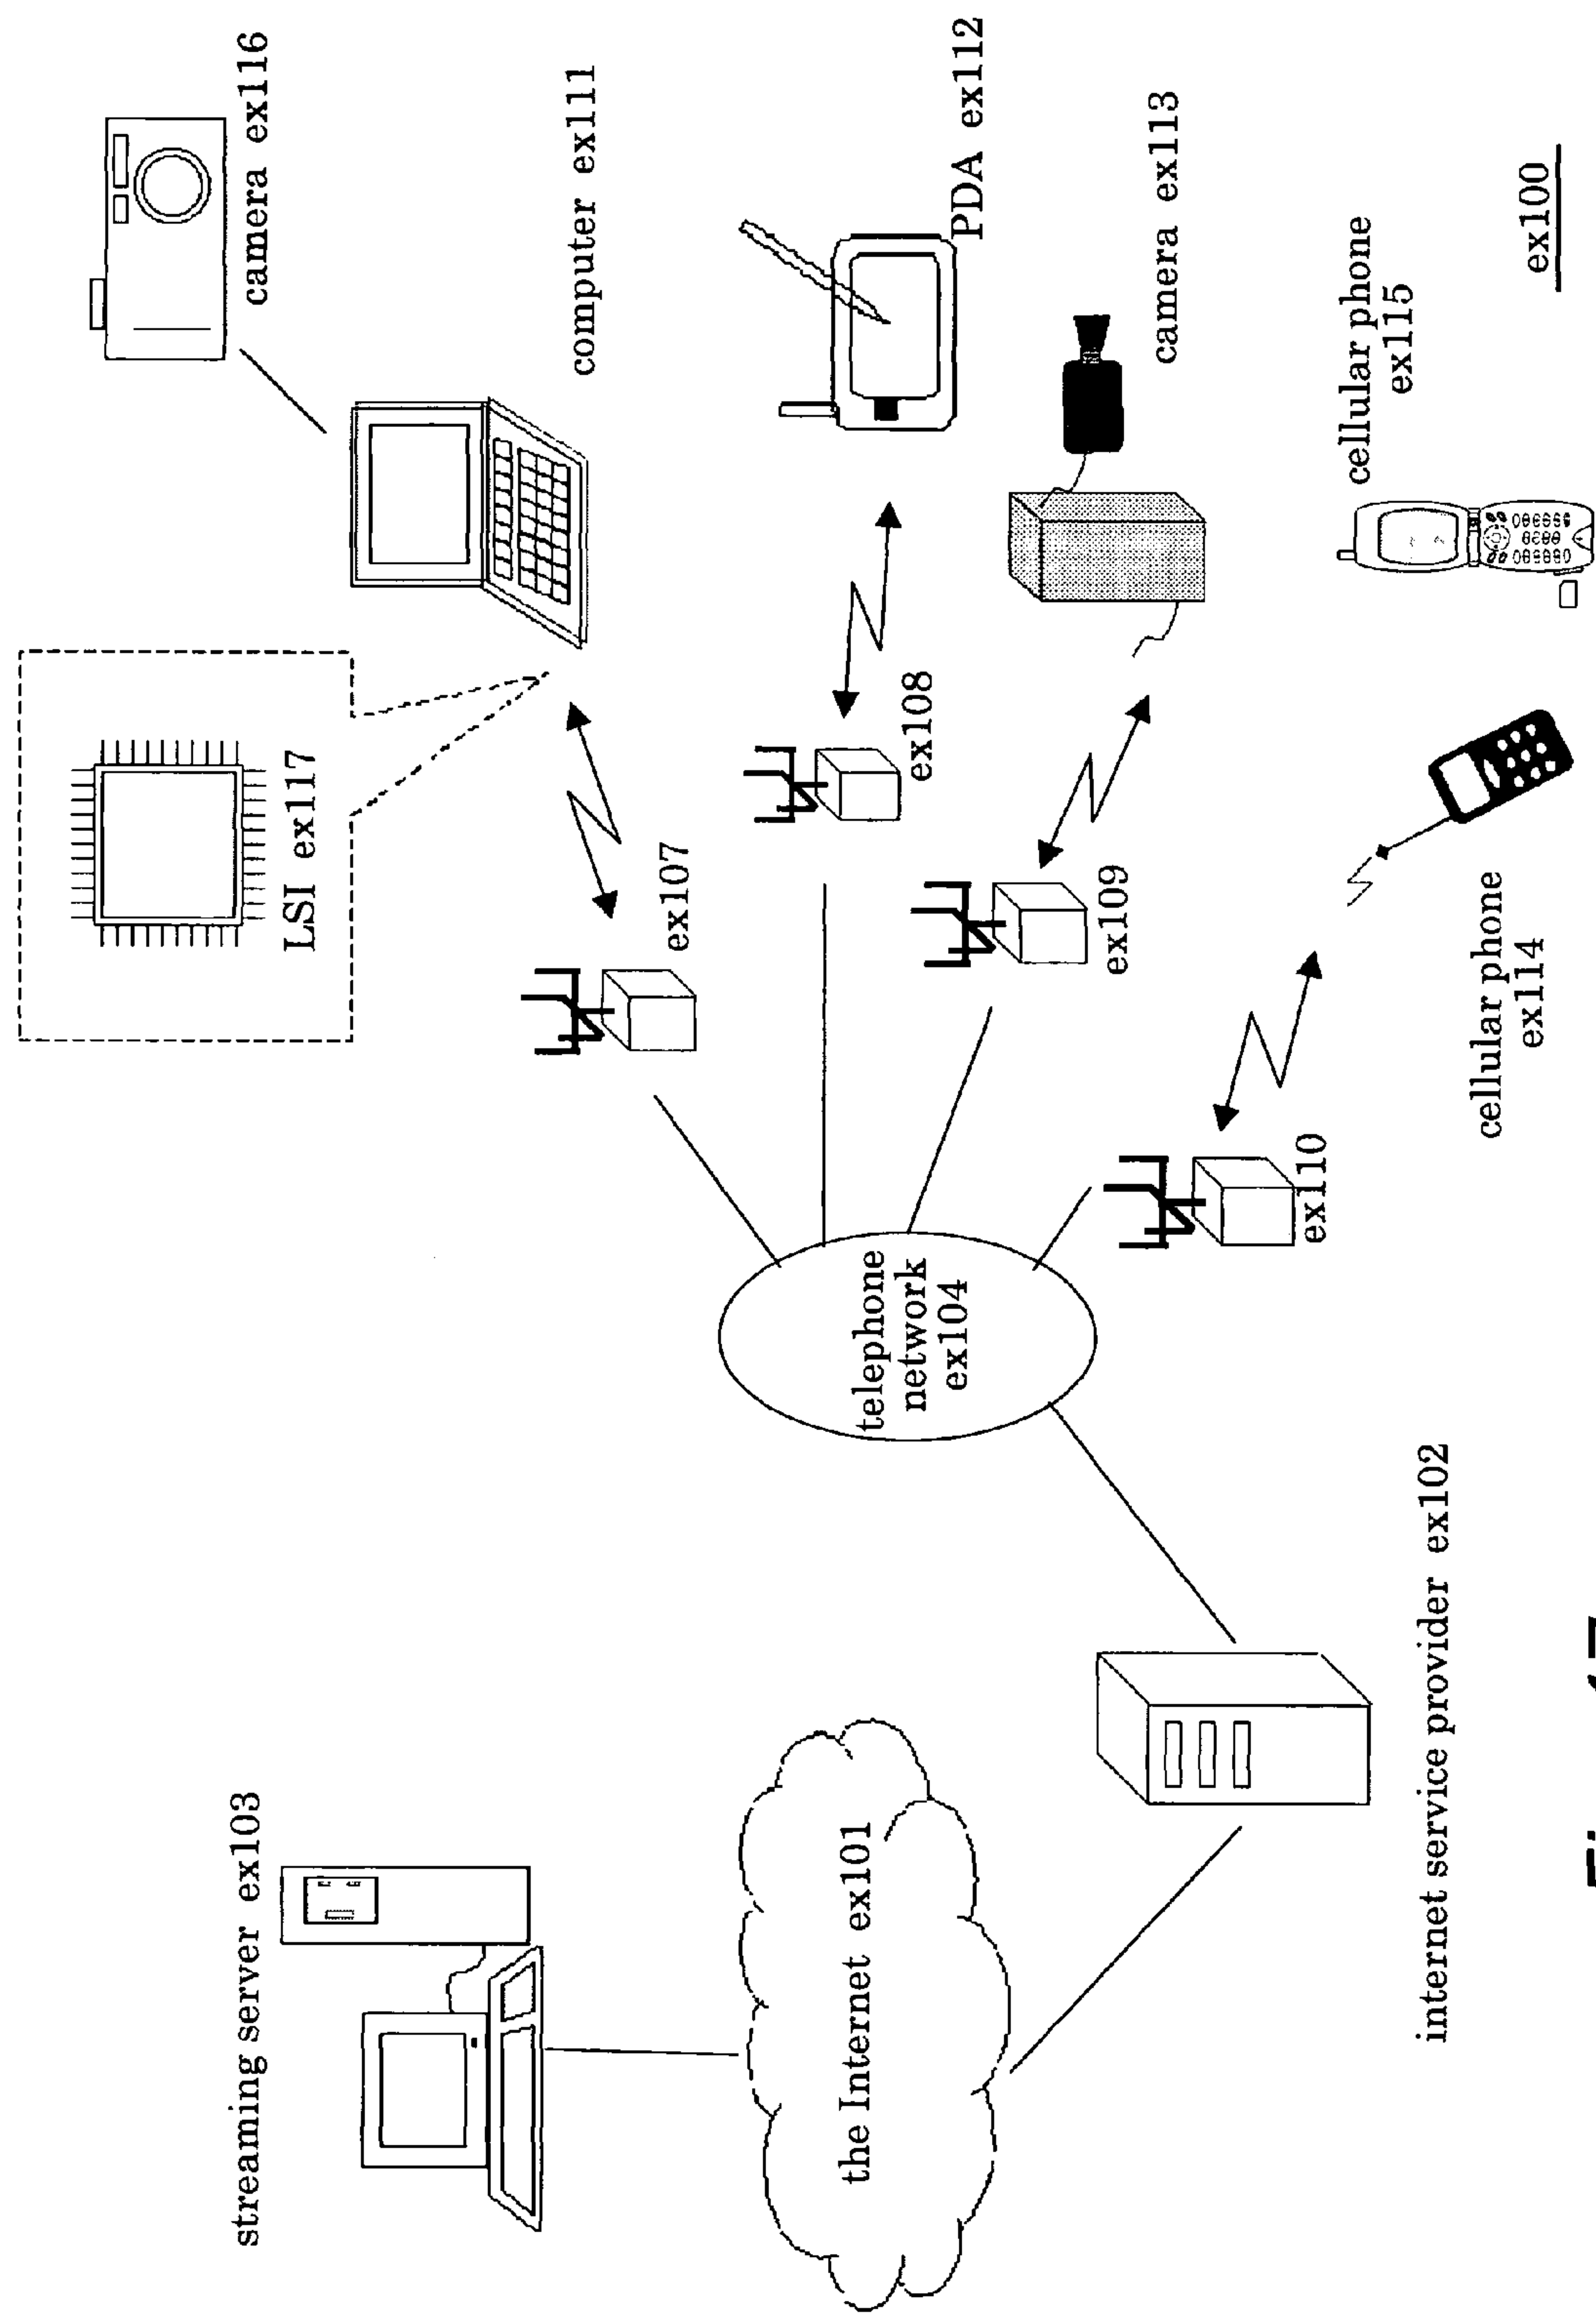 streaming server ex103
the Internet ex101
internet service provider ex102
telephone
network
ex104
ex107
ex108
ex109
ex110
LSI ex117
camera ex116
computer ex111
PDA ex112
camera ex113
cellular phone
ex114
cellular phone
ex115
ex100